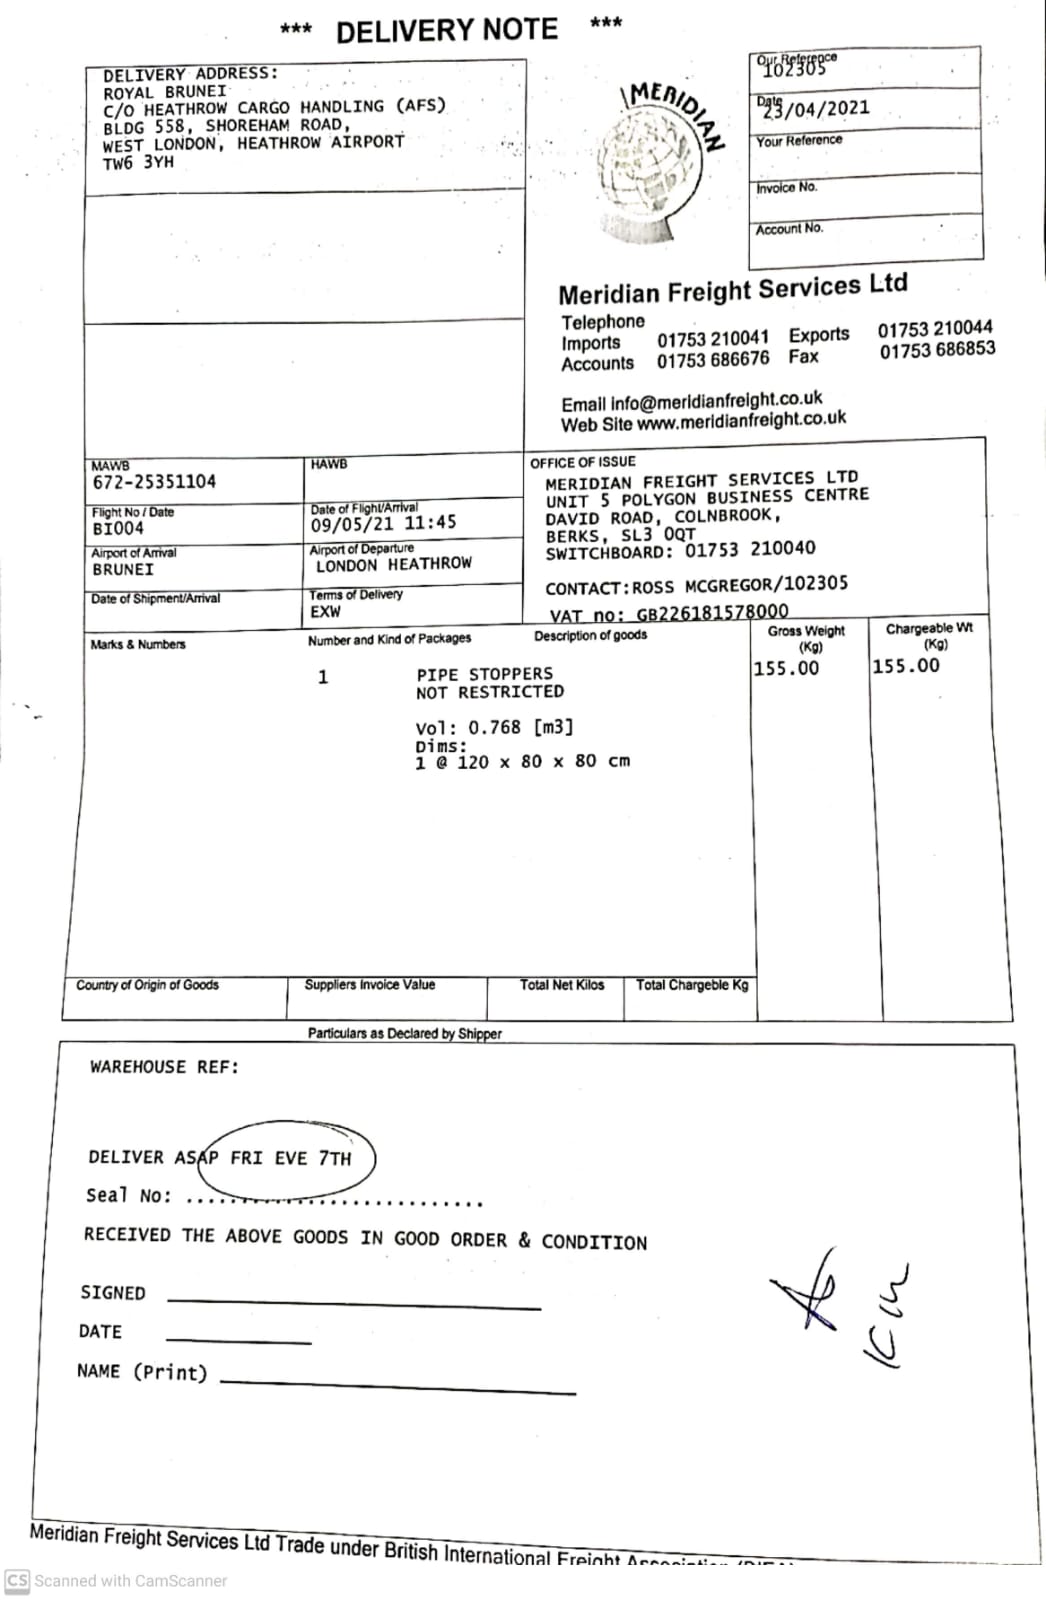 *** DELIVERY NOTE ***
DELIVERY ADDRESS:
ROYAL BRUNEI
C/O HEATHROW CARGO HANDLING (AFS)
BLDG 558, SHOREHAM ROAD,
WEST LONDON, HEATHROW AIRPORT
TW6 3YH
MERIDIAN
Our Reference
102305
Date
23/04/2021
Your Reference
Invoice No.
Account No.
Meridian Freight Services Ltd
Telephone
Imports 01753 210041 Exports 01753 210044
Accounts 01753 686676 Fax 01753 686853
Email info@meridianfreight.co.uk
Web Site www.meridianfreight.co.uk
MAWB
672-25351104
HAWB
Flight No / Date
BI004
Date of Flight/Arrival
09/05/21 11:45
Airport of Arrival
BRUNEI
Airport of Departure
LONDON HEATHROW
Date of Shipment/Arrival
Terms of Delivery
EXW
OFFICE OF ISSUE
MERIDIAN FREIGHT SERVICES LTD
UNIT 5 POLYGON BUSINESS CENTRE
DAVID ROAD, COLNBROOK,
BERKS, SL3 0QT
SWITCHBOARD: 01753 210040
CONTACT:ROSS MCGREGOR/102305
VAT no: GB226181578000
Marks & Numbers
Number and Kind of Packages
Description of goods
Gross Weight
(Kg)
Chargeable Wt
(Kg)
1 PIPE STOPPERS 155.00 155.00
NOT RESTRICTED
Vol: 0.768 [m3]
Dims:
1 @ 120 x 80 x 80 cm
Country of Origin of Goods
Suppliers Invoice Value
Total Net Kilos
Total Chargeble Kg
Particulars as Declared by Shipper
WAREHOUSE REF:
DELIVER ASAP FRI EVE 7TH
Seal No: ............................
RECEIVED THE ABOVE GOODS IN GOOD ORDER & CONDITION
SIGNED
DATE
NAME (Print)
Meridian Freight Services Ltd Trade under British International Freight Association
CS Scanned with CamScanner